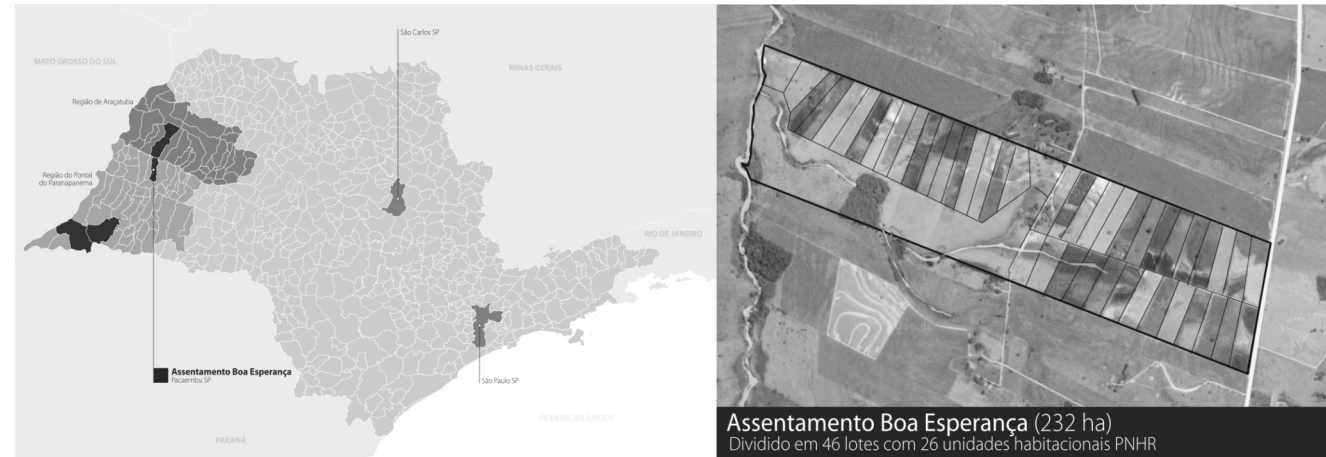 São Carlos SP
MATO GROSSO DO SUL
MINAS GERAIS
Região de Araçatuba
Região do Pontal
do Paranapanema
RIO DE JANEIRO
Assentamento Boa Esperança
Pacaembu SP
São Paulo SP
OCEANO ATLÂNTICO
PARANÁ
Assentamento Boa Esperança (232 ha)
Dividido em 46 lotes com 26 unidades habitacionais PNHR